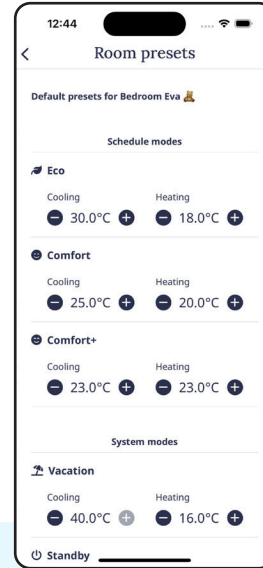 12:44
Room presets
Default presets for Bedroom Eva 🧸
Schedule modes
Eco
Cooling Heating
30.0°C 18.0°C
Comfort
Cooling Heating
25.0°C 20.0°C
Comfort+
Cooling Heating
23.0°C 23.0°C
System modes
Vacation
Cooling Heating
40.0°C 16.0°C
Standby